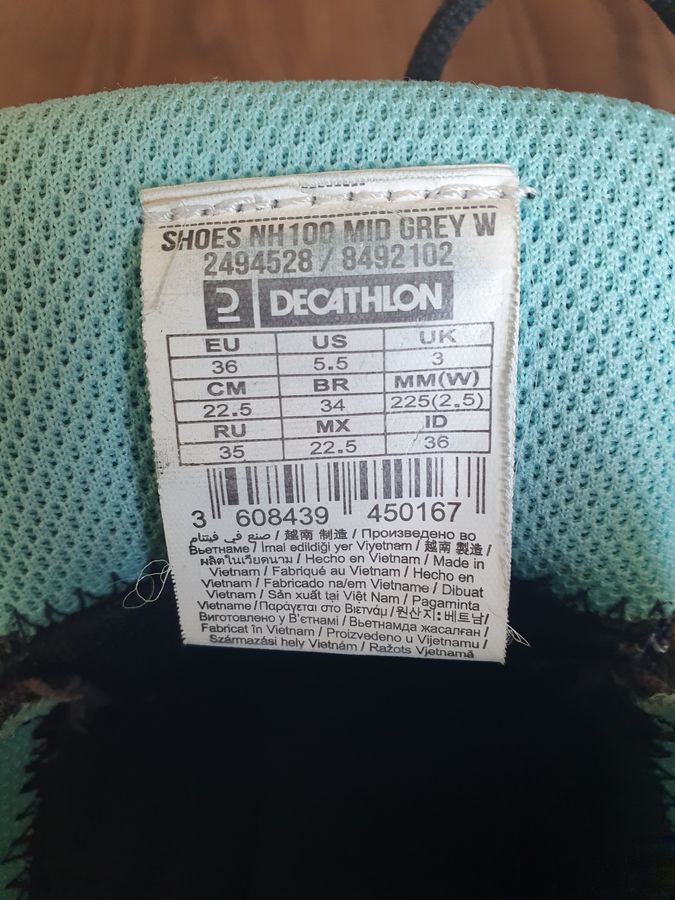 SHOES NH100 MID GREY W
2494528 / 8492102
DECATHLON
EU US UK
36 5.5 3
CM BR MM(W)
22.5 34 225(2.5)
RU MX ID
35 22.5 36
3 608439 450167
صنع في فيتنام / 越南 制造 / Произведено во
Вьетнаме / İmal edildiği yer Viyetnam / 越南 製造 /
ผลิตในเวียดนาม / Hecho en Vietnam / Made in
Vietnam / Fabriqué au Vietnam / Hecho en
Vietnam / Fabricado na/em Vietname / Dibuat
Vietnam / Sản xuất tại Việt Nam / Pagaminta
Vietname / Παράγεται στο Βιετνάμ / 원산지: 베트남 /
Виготовлено у В'єтнамі / Вьетнамда жасалған /
Fabricat în Vietnam / Proizvedeno u Vijetnamu /
Származási hely Vietnám / Ražots Vjetnamā